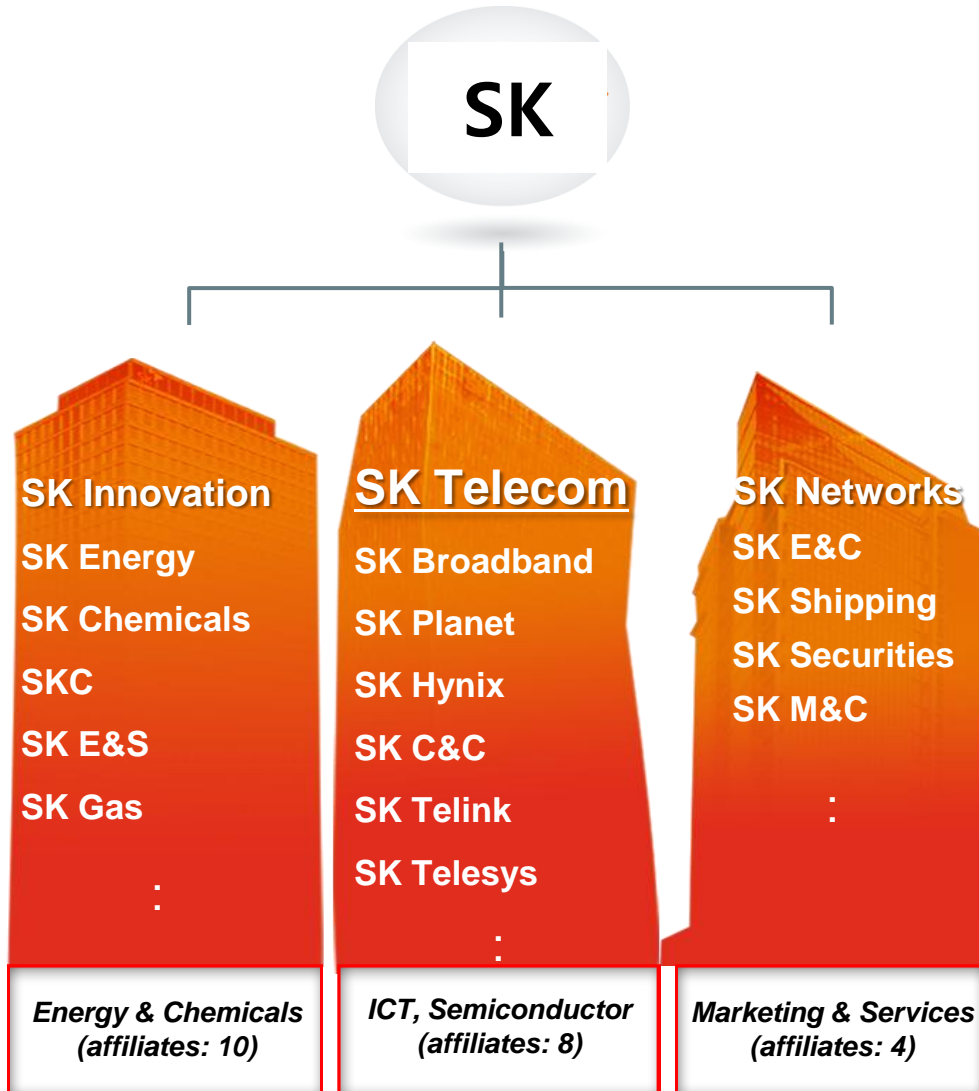 SK
SK Innovation
SK Energy
SK Chemicals
SKC
SK E&S
SK Gas
:
Energy & Chemicals
(affiliates: 10)
SK Telecom
SK Broadband
SK Planet
SK Hynix
SK C&C
SK Telink
SK Telesys
:
ICT, Semiconductor
(affiliates: 8)
SK Networks
SK E&C
SK Shipping
SK Securities
SK M&C
:
Marketing & Services
(affiliates: 4)